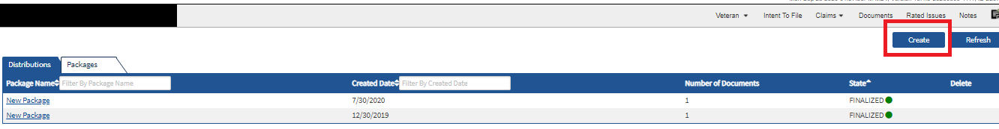 Veteran Intent To File Claims Documents Rated Issues Notes
Create Refresh
Distributions Packages
Package Name Filter By Package Name Created Date Filter By Created Date Number of Documents State Delete
New Package 7/30/2020 1 FINALIZED
New Package 12/30/2019 1 FINALIZED